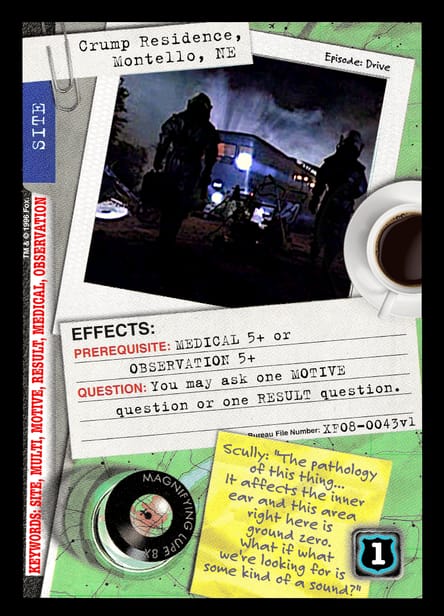 Crump Residence,
Montello, NE
Episode: Drive
SITE
TM & © 1996 Fox.
KEYWORDS: SITE, MULTI, MOTIVE, RESULT, MEDICAL, OBSERVATION
EFFECTS:
PREREQUISITE: MEDICAL 5+ or
OBSERVATION 5+
QUESTION: You may ask one MOTIVE
question or one RESULT question.
Bureau File Number: XF08-0043v1
MAGNIFYING LUPE 8X
Scully: "The pathology
of this thing...
It affects the inner
ear and this area
right here is
ground zero.
What if what
we're looking for is
some kind of a sound?"
1